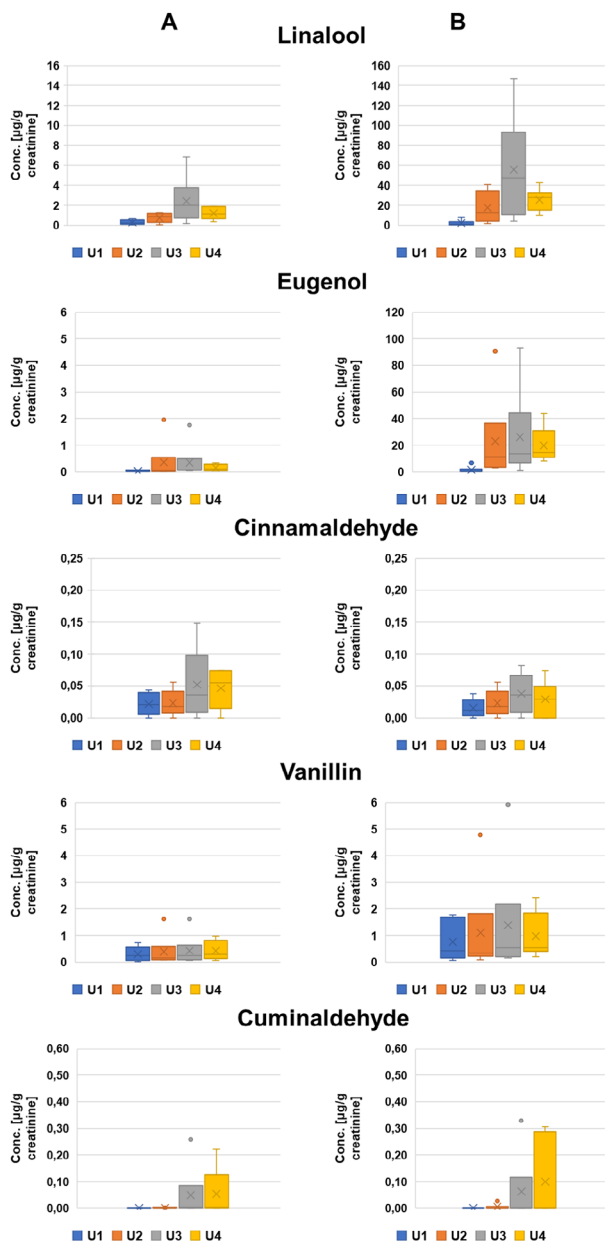 A B
Linalool
Conc. [µg/g
creatinine]
16
14
12
10
8
6
4
2
0
U1 U2 U3 U4
Conc. [µg/g
creatinine]
160
140
120
100
80
60
40
20
0
U1 U2 U3 U4
Eugenol
Conc. [µg/g
creatinine]
6
5
4
3
2
1
0
U1 U2 U3 U4
Conc. [µg/g
creatinine]
120
100
80
60
40
20
0
U1 U2 U3 U4
Cinnamaldehyde
Conc. [µg/g
creatinine]
0,25
0,20
0,15
0,10
0,05
0,00
U1 U2 U3 U4
Conc. [µg/g
creatinine]
0,25
0,20
0,15
0,10
0,05
0,00
U1 U2 U3 U4
Vanillin
Conc. [µg/g
creatinine]
6
5
4
3
2
1
0
U1 U2 U3 U4
Conc. [µg/g
creatinine]
6
5
4
3
2
1
0
U1 U2 U3 U4
Cuminaldehyde
Conc. [µg/g
creatinine]
0,60
0,50
0,40
0,30
0,20
0,10
0,00
U1 U2 U3 U4
Conc. [µg/g
creatinine]
0,60
0,50
0,40
0,30
0,20
0,10
0,00
U1 U2 U3 U4